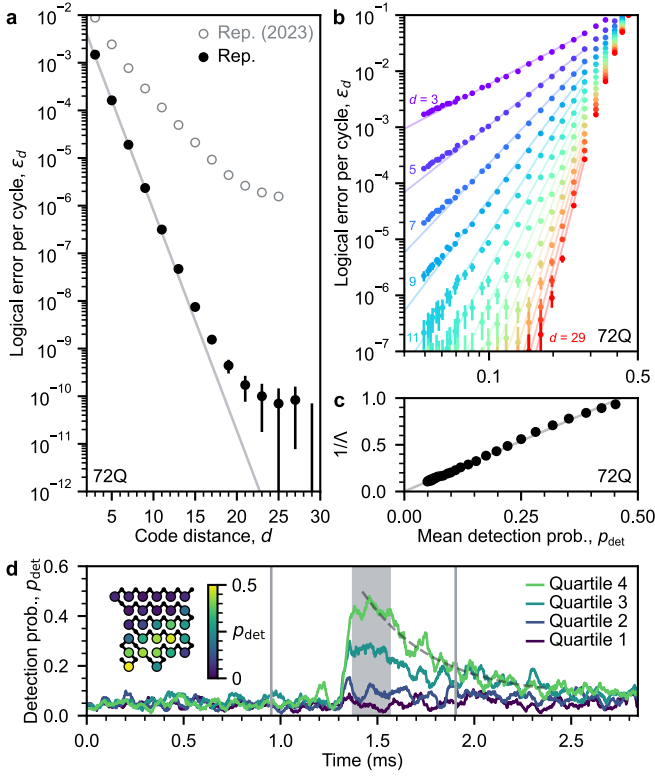 a
Logical error per cycle, εd
10⁻²
10⁻³
10⁻⁴
10⁻⁵
10⁻⁶
10⁻⁷
10⁻⁸
10⁻⁹
10⁻¹⁰
10⁻¹¹
10⁻¹²
Rep. (2023)
Rep.
72Q
5 10 15 20 25 30
Code distance, d
b
Logical error per cycle, εd
10⁻¹
10⁻²
10⁻³
10⁻⁴
10⁻⁵
10⁻⁶
10⁻⁷
d = 3
5
7
9
11
d = 29
72Q
0.1 0.5
c
1/Λ
1.0
0.5
0.0
72Q
0.00 0.25 0.50
Mean detection prob., pdet
d
Detection prob., pdet
0.6
0.4
0.2
0.0
0.5
pdet
0
Quartile 4
Quartile 3
Quartile 2
Quartile 1
0.0 0.5 1.0 1.5 2.0 2.5
Time (ms)